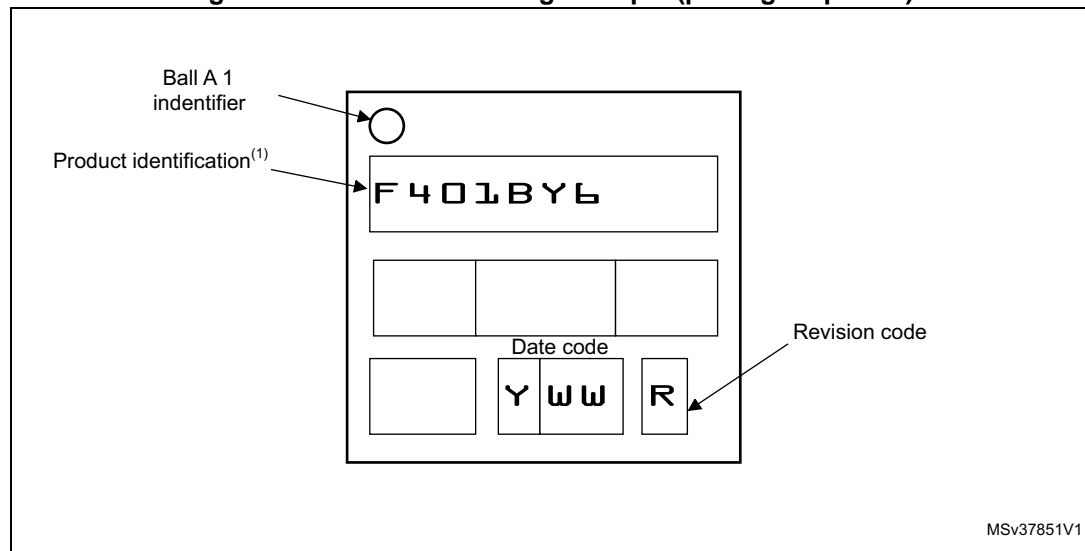 Ball A 1
indentifier
Product identification(1)
F401BY6
Date code
Revision code
Y WW R
MSv37851V1